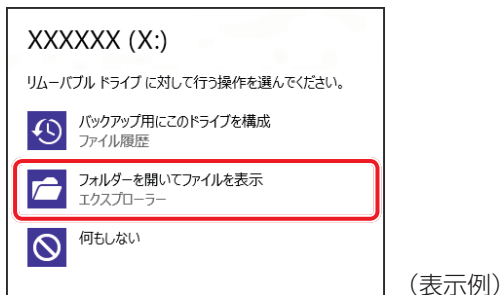 XXXXXX (X:)
リムーバブル ドライブ に対して行う操作を選んでください。
バックアップ用にこのドライブを構成
ファイル履歴
フォルダーを開いてファイルを表示
エクスプローラー
何もしない
（表示例）